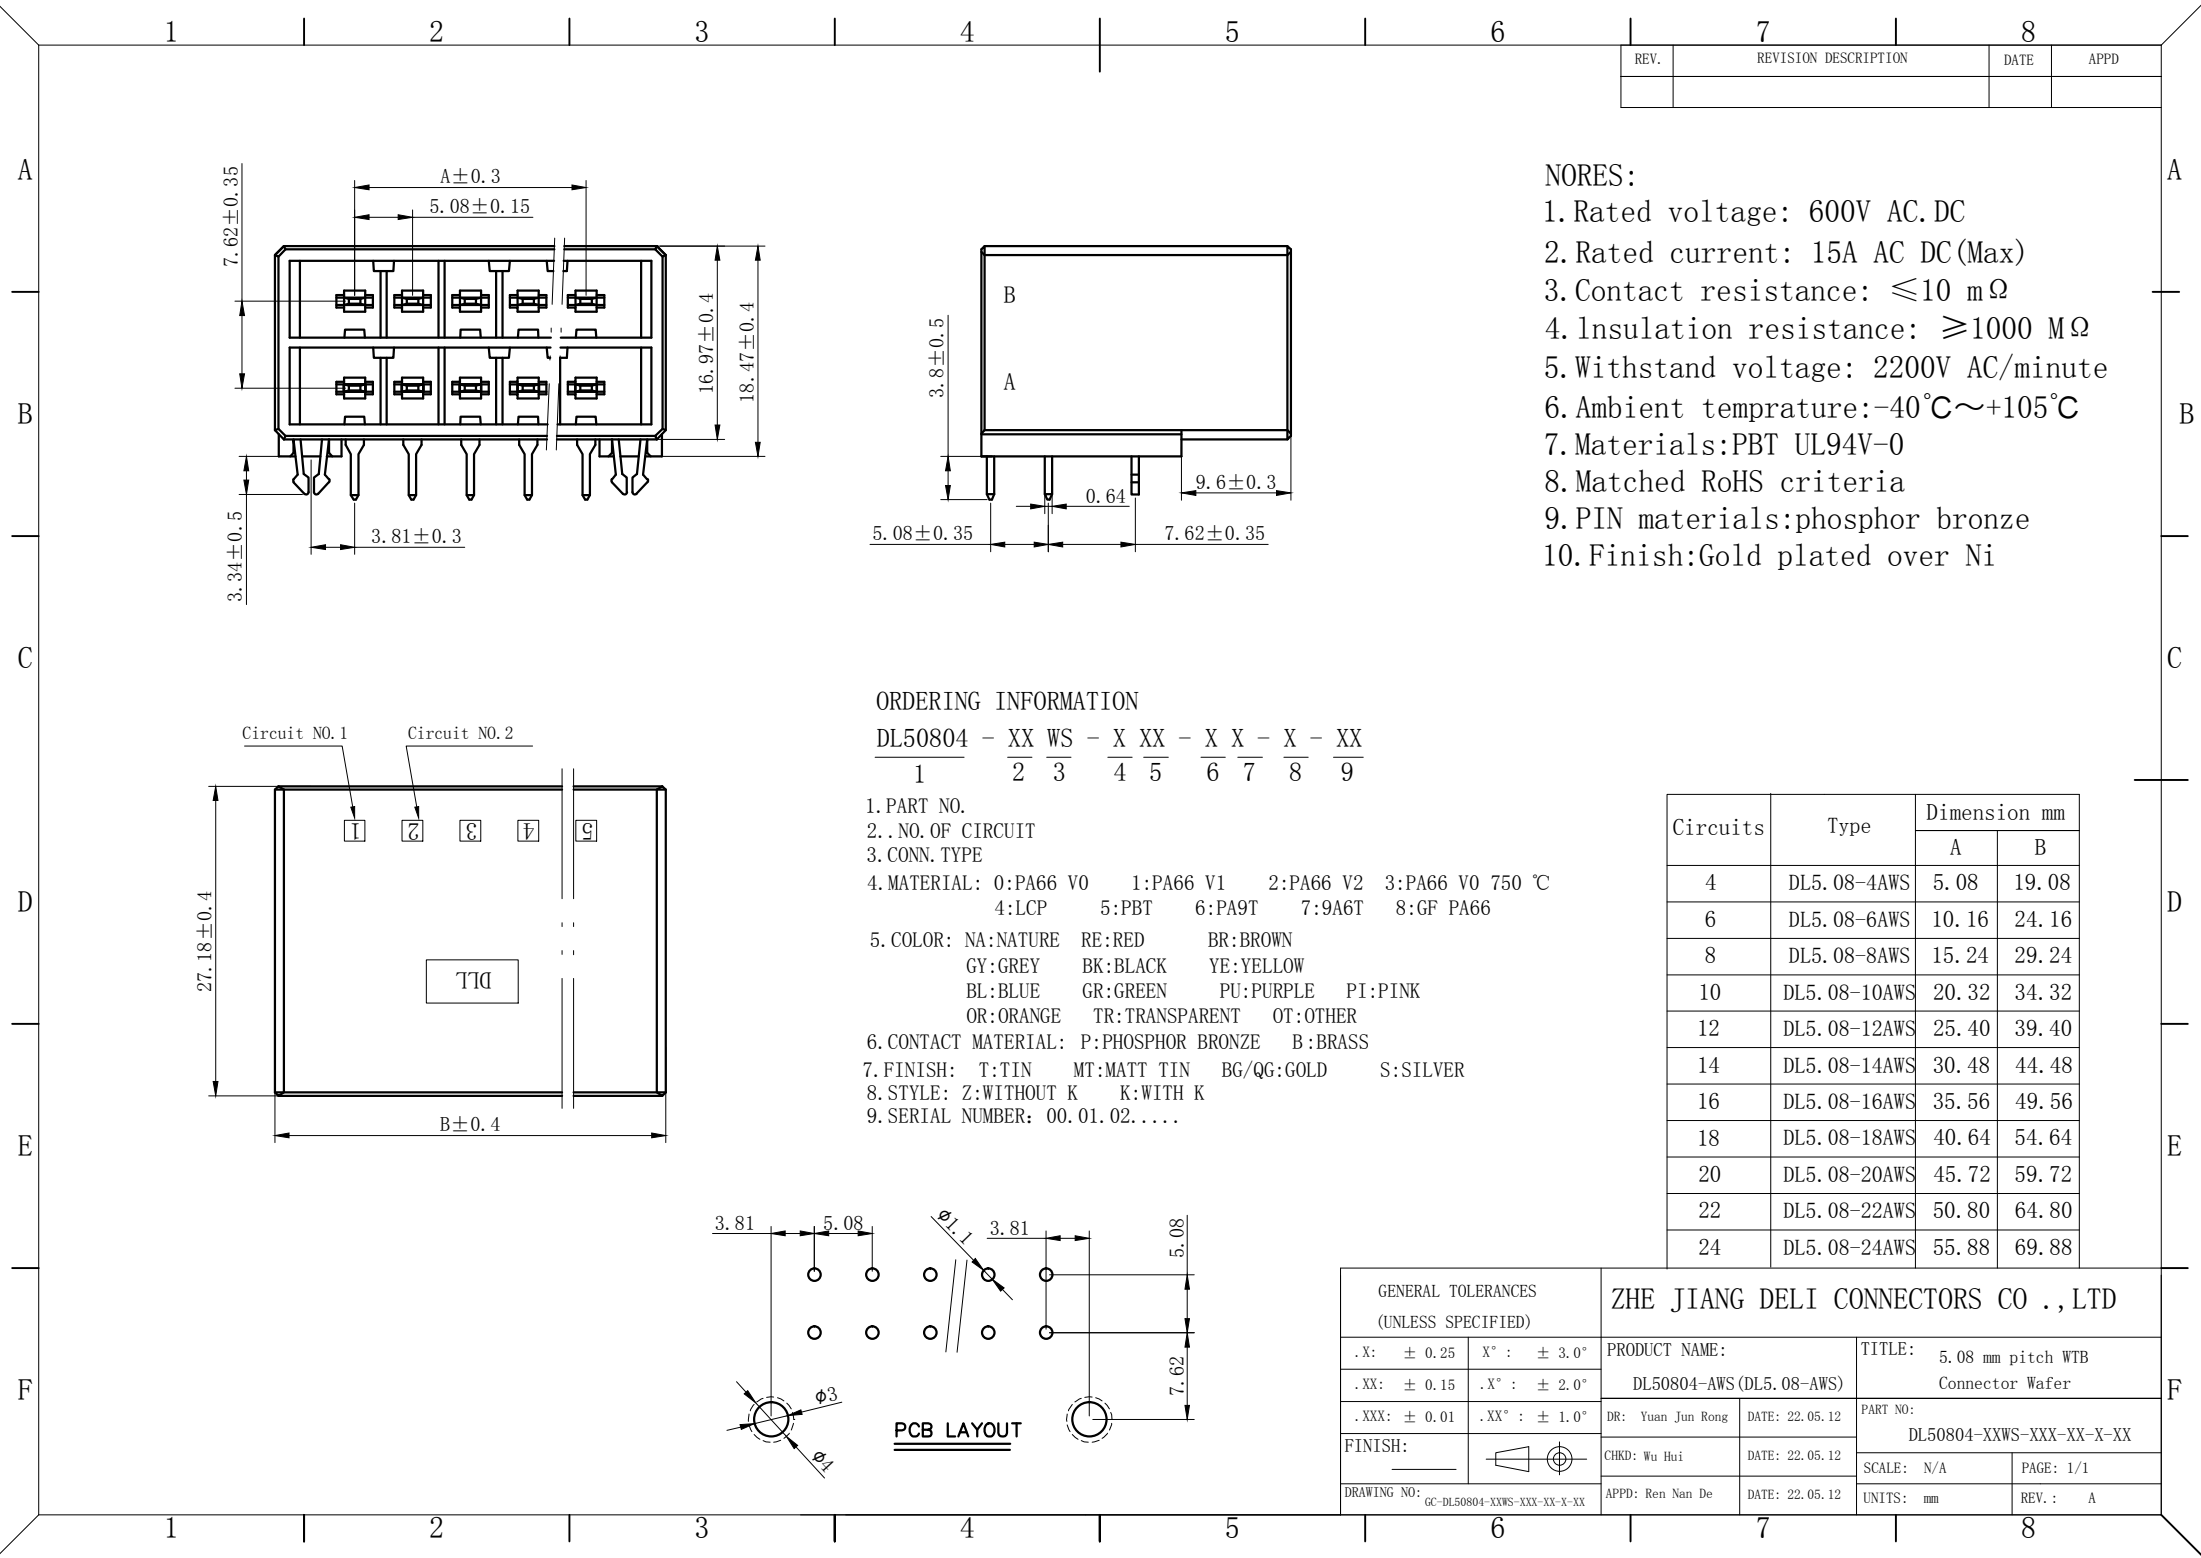 1 2 3 4 5 6 7 8
REV. REVISION DESCRIPTION DATE APPD
A
B
C
D
E
F
A
B
C
D
E
F
7.62±0.35
A±0.3
5.08±0.15
16.97±0.4
18.47±0.4
3.34±0.5
3.81±0.3
B
A
3.8±0.5
0.64
9.6±0.3
5.08±0.35
7.62±0.35
NORES:
1.Rated voltage: 600V AC.DC
2.Rated current: 15A AC DC(Max)
3.Contact resistance: ≤10 mΩ
4.lnsulation resistance: ≥1000 MΩ
5.Withstand voltage: 2200V AC/minute
6.Ambient temprature:-40℃~+105℃
7.Materials:PBT UL94V-0
8.Matched RoHS criteria
9.PIN materials:phosphor bronze
10.Finish:Gold plated over Ni
Circuit NO.1 Circuit NO.2
1 2 3 4 5
DLL
27.18±0.4
B±0.4
ORDERING INFORMATION
DL50804 - XX WS - X XX - X X - X - XX
1 2 3 4 5 6 7 8 9
1.PART NO.
2..NO.OF CIRCUIT
3.CONN.TYPE
4.MATERIAL: 0:PA66 V0 1:PA66 V1 2:PA66 V2 3:PA66 V0 750 ℃
4:LCP 5:PBT 6:PA9T 7:9A6T 8:GF PA66
5.COLOR: NA:NATURE RE:RED BR:BROWN
GY:GREY BK:BLACK YE:YELLOW
BL:BLUE GR:GREEN PU:PURPLE PI:PINK
OR:ORANGE TR:TRANSPARENT OT:OTHER
6.CONTACT MATERIAL: P:PHOSPHOR BRONZE B:BRASS
7.FINISH: T:TIN MT:MATT TIN BG/QG:GOLD S:SILVER
8.STYLE: Z:WITHOUT K K:WITH K
9.SERIAL NUMBER: 00.01.02.....
Circuits Type Dimension mm
A B
4 DL5.08-4AWS 5.08 19.08
6 DL5.08-6AWS 10.16 24.16
8 DL5.08-8AWS 15.24 29.24
10 DL5.08-10AWS 20.32 34.32
12 DL5.08-12AWS 25.40 39.40
14 DL5.08-14AWS 30.48 44.48
16 DL5.08-16AWS 35.56 49.56
18 DL5.08-18AWS 40.64 54.64
20 DL5.08-20AWS 45.72 59.72
22 DL5.08-22AWS 50.80 64.80
24 DL5.08-24AWS 55.88 69.88
3.81 5.08 ø1.1 3.81
5.08
7.62
ϕ3
ø4
PCB LAYOUT
GENERAL TOLERANCES
(UNLESS SPECIFIED)
.X: ± 0.25 X°: ± 3.0°
.XX: ± 0.15 .X°: ± 2.0°
.XXX: ± 0.01 .XX°: ± 1.0°
FINISH:
DRAWING NO: GC-DL50804-XXWS-XXX-XX-X-XX
ZHE JIANG DELI CONNECTORS CO .,LTD
PRODUCT NAME:
DL50804-AWS(DL5.08-AWS)
TITLE: 5.08 mm pitch WTB
Connector Wafer
DR: Yuan Jun Rong DATE: 22.05.12
CHKD: Wu Hui DATE: 22.05.12
APPD: Ren Nan De DATE: 22.05.12
PART NO:
DL50804-XXWS-XXX-XX-X-XX
SCALE: N/A PAGE: 1/1
UNITS: mm REV.: A
1 2 3 4 5 6 7 8